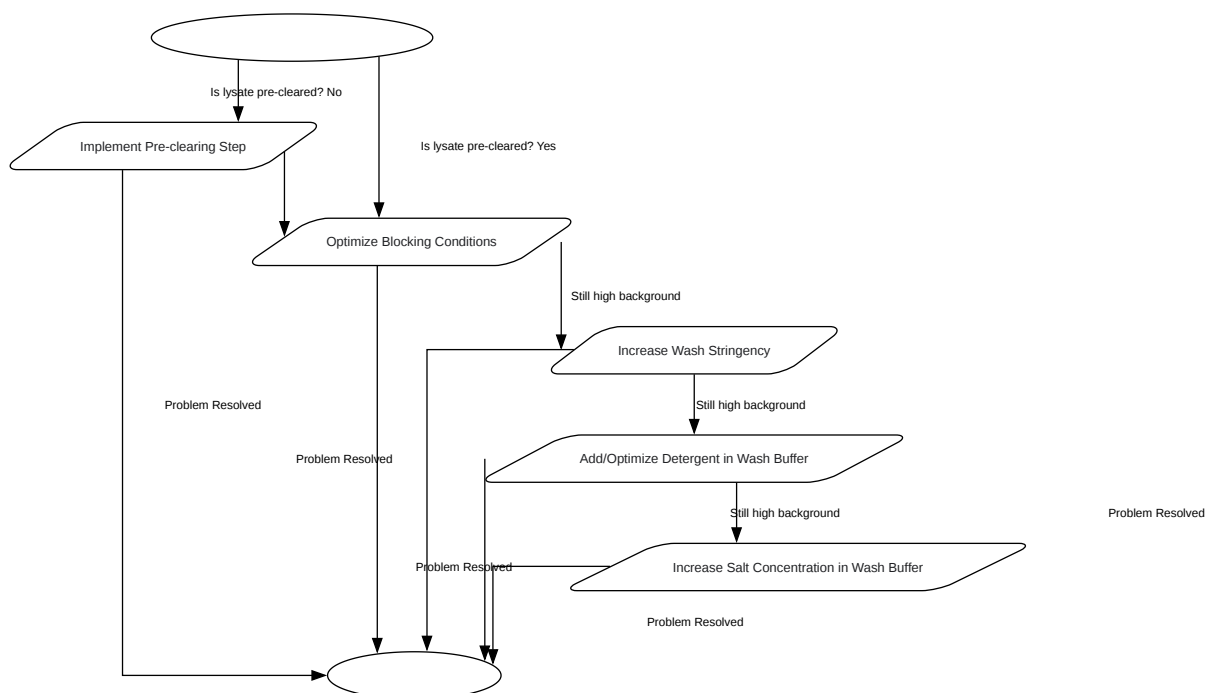 Is lysate pre-cleared? No
Implement Pre-clearing Step
Is lysate pre-cleared? Yes
Optimize Blocking Conditions
Still high background
Increase Wash Stringency
Problem Resolved
Still high background
Problem Resolved
Add/Optimize Detergent in Wash Buffer
Still high background
Problem Resolved
Problem Resolved
Increase Salt Concentration in Wash Buffer
Problem Resolved